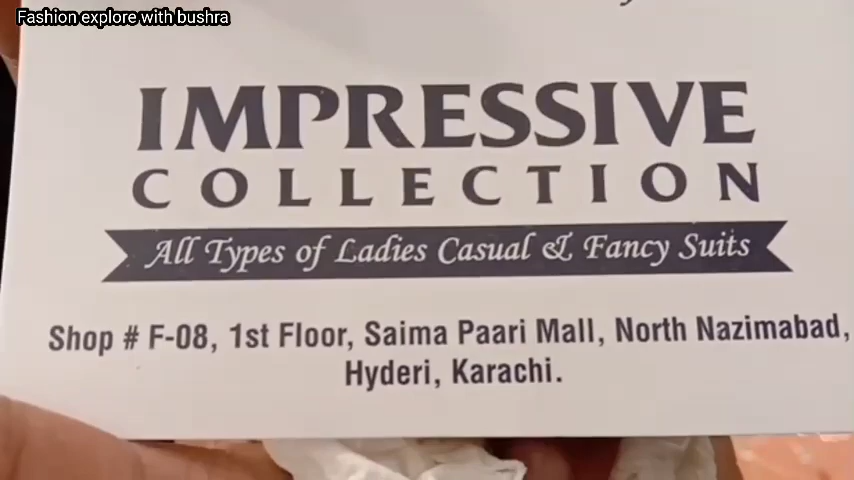 Fashion explore with bushra
IMPRESSIVE
COLLECTION
All Types of Ladies Casual & Fancy Suits
Shop # F-08, 1st Floor, Saima Paari Mall, North Nazimabad,
Hyderi, Karachi.